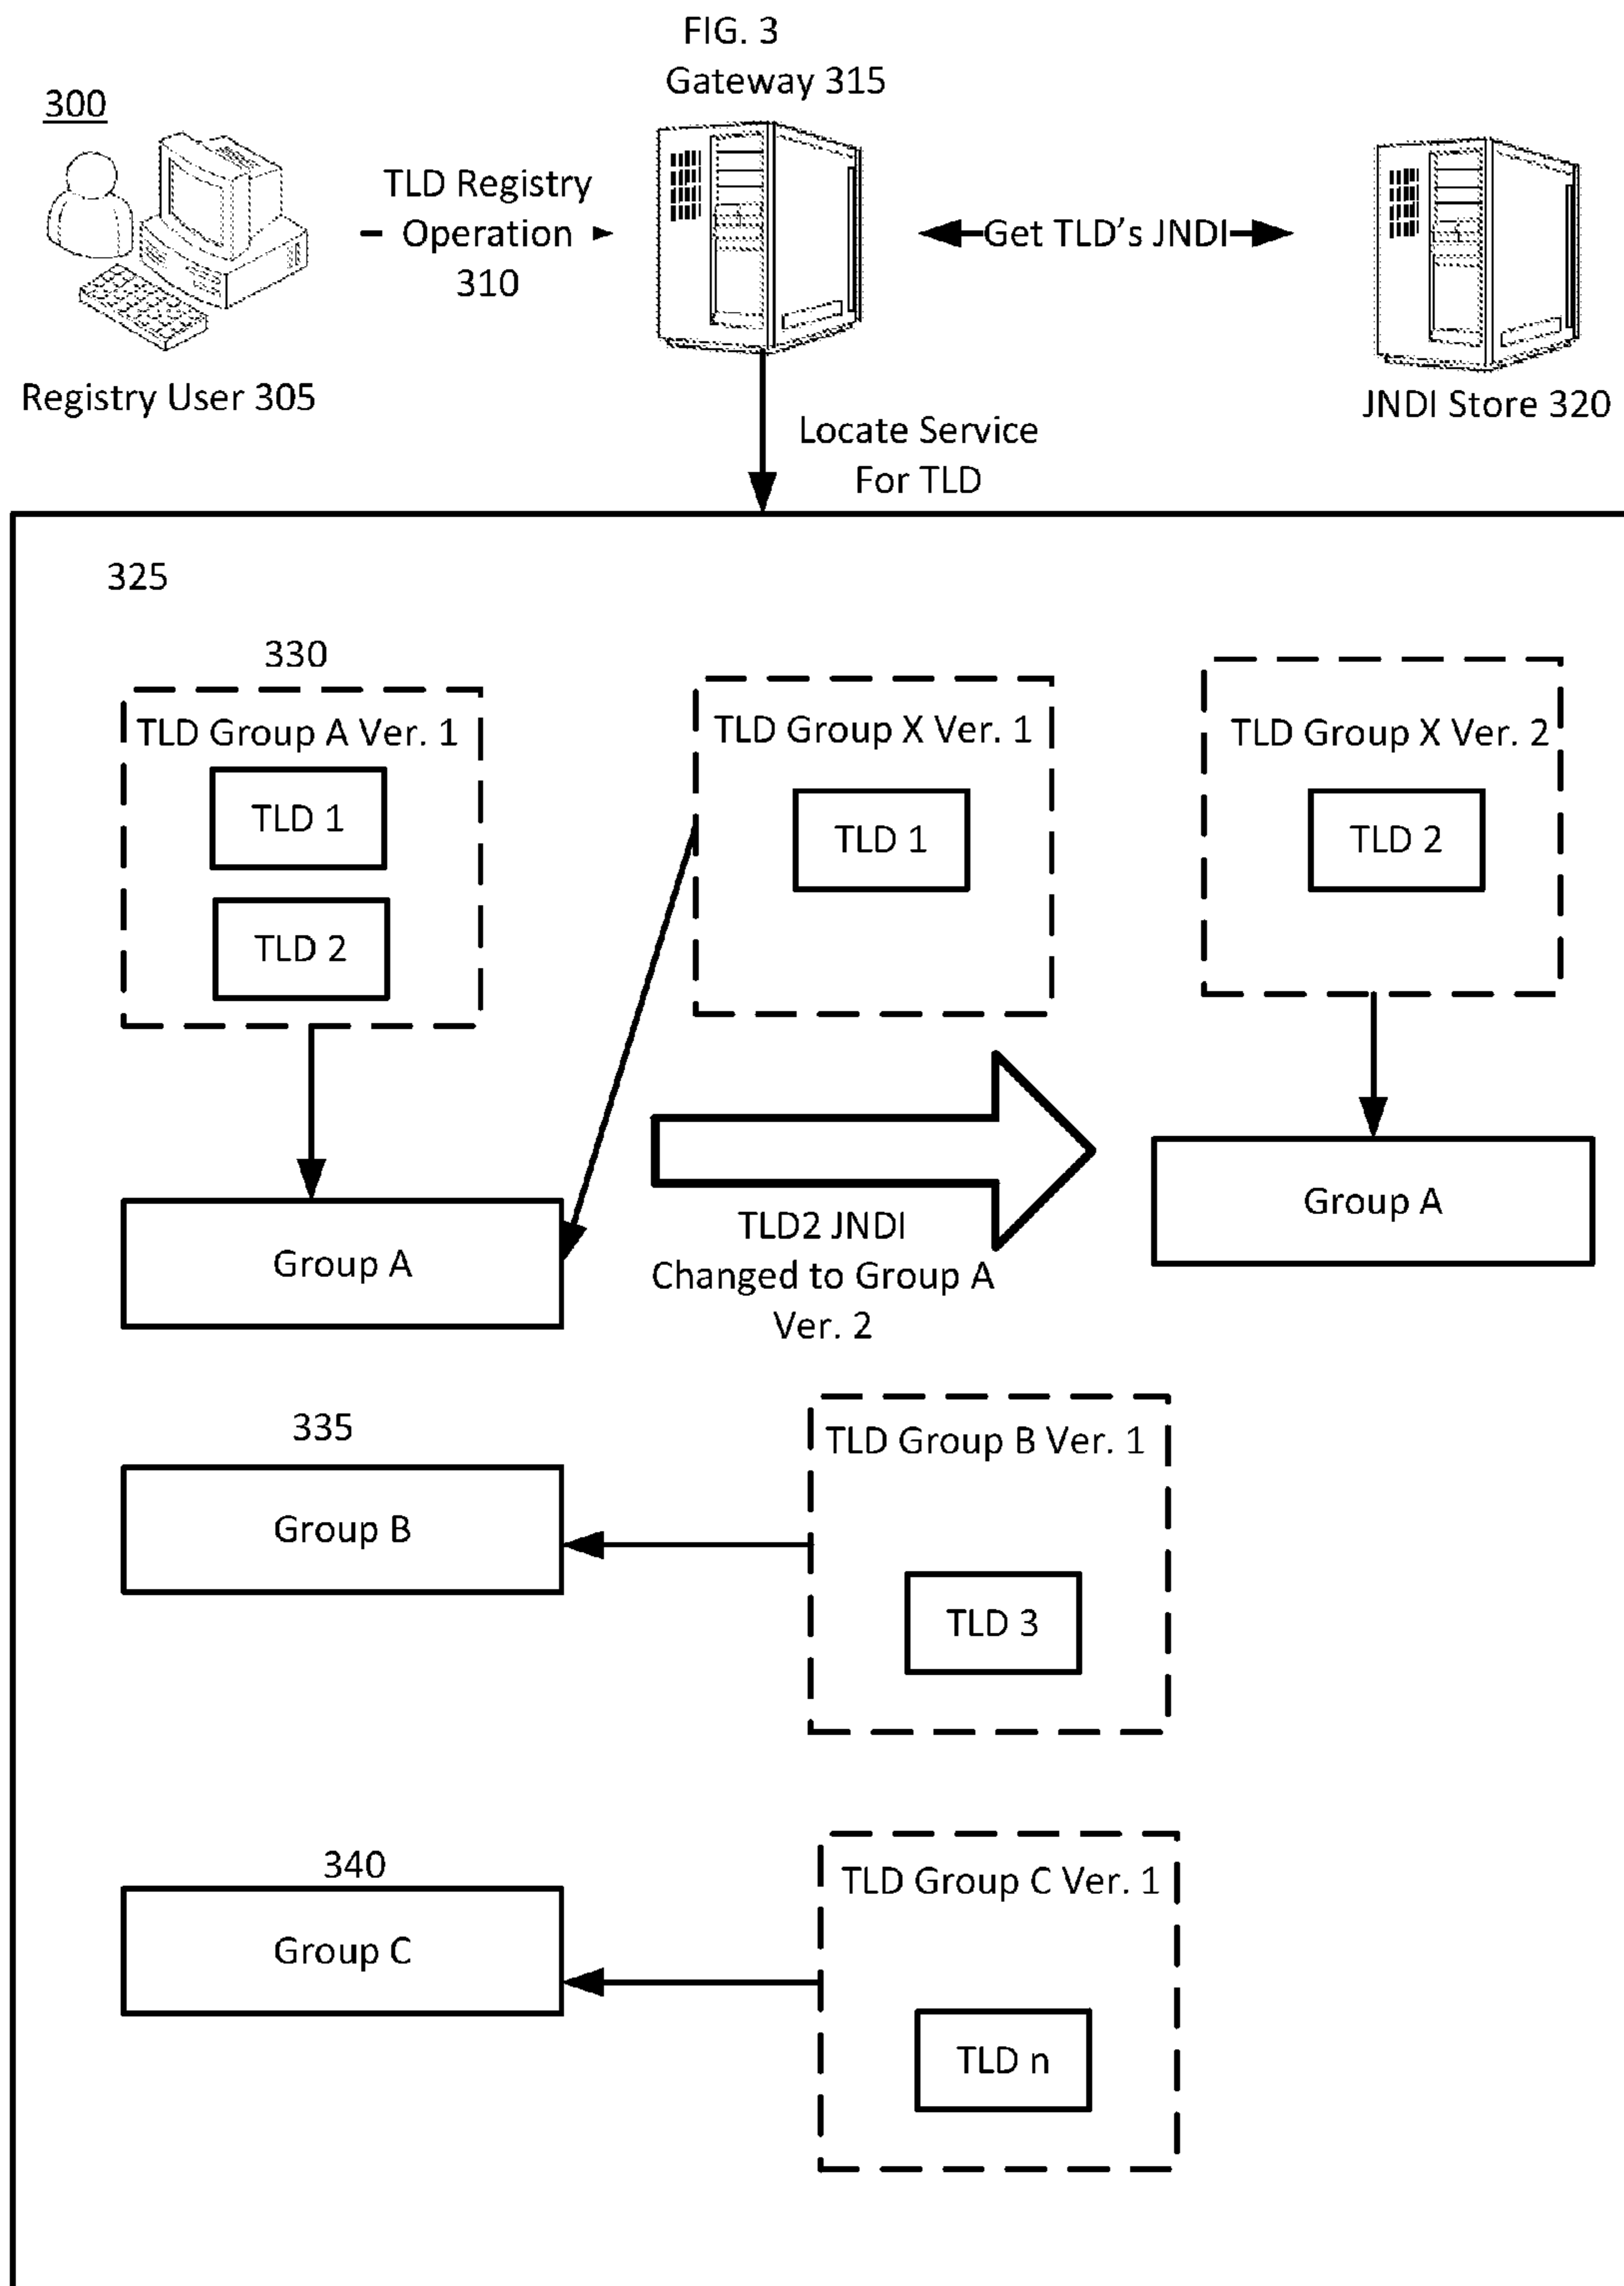 FIG. 3
Gateway 315
300
TLD Registry
Operation
310
Get TLD's JNDI
Registry User 305
JNDI Store 320
Locate Service
For TLD
325
330
TLD Group A Ver. 1
TLD 1
TLD 2
TLD Group X Ver. 1
TLD 1
TLD Group X Ver. 2
TLD 2
Group A
TLD2 JNDI
Changed to Group A
Ver. 2
Group A
335
Group B
TLD Group B Ver. 1
TLD 3
340
Group C
TLD Group C Ver. 1
TLD n